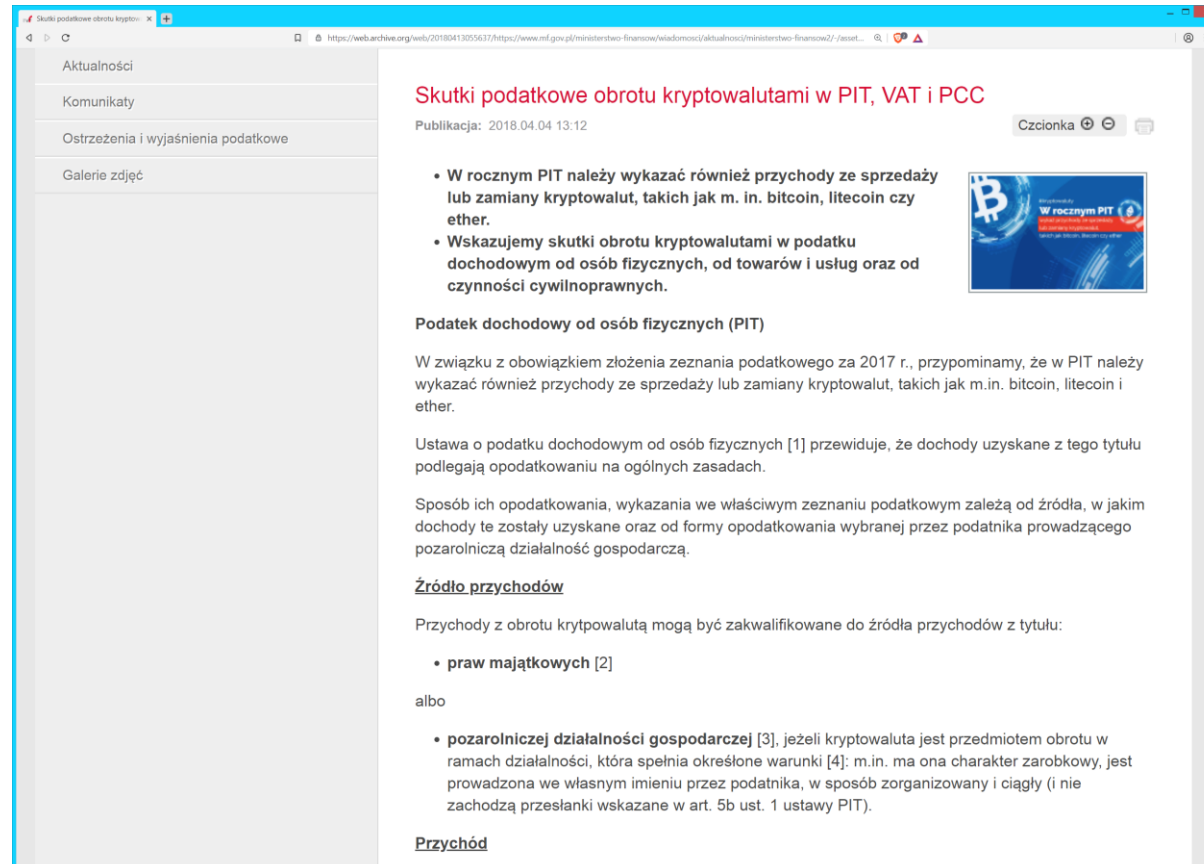 Skutki podatkowe obrotu kryptow
https://web.archive.org/web/20180413055637/https://www.mf.gov.pl/ministerstwo-finansow/wiadomosci/aktualnosci/ministerstwo-finansow2/-/asset...
Aktualności
Komunikaty
Ostrzeżenia i wyjaśnienia podatkowe
Galerie zdjęć
Skutki podatkowe obrotu kryptowalutami w PIT, VAT i PCC
Publikacja: 2018.04.04 13:12
Czcionka
• W rocznym PIT należy wykazać również przychody ze sprzedaży
lub zamiany kryptowalut, takich jak m. in. bitcoin, litecoin czy
ether.
• Wskazujemy skutki obrotu kryptowalutami w podatku
dochodowym od osób fizycznych, od towarów i usług oraz od
czynności cywilnoprawnych.
W rocznym PIT
Podatek dochodowy od osób fizycznych (PIT)
W związku z obowiązkiem złożenia zeznania podatkowego za 2017 r., przypominamy, że w PIT należy
wykazać również przychody ze sprzedaży lub zamiany kryptowalut, takich jak m.in. bitcoin, litecoin i
ether.
Ustawa o podatku dochodowym od osób fizycznych [1] przewiduje, że dochody uzyskane z tego tytułu
podlegają opodatkowaniu na ogólnych zasadach.
Sposób ich opodatkowania, wykazania we właściwym zeznaniu podatkowym zależą od źródła, w jakim
dochody te zostały uzyskane oraz od formy opodatkowania wybranej przez podatnika prowadzącego
pozarolniczą działalność gospodarczą.
Źródło przychodów
Przychody z obrotu krytpowalutą mogą być zakwalifikowane do źródła przychodów z tytułu:
• praw majątkowych [2]
albo
• pozarolniczej działalności gospodarczej [3], jeżeli kryptowaluta jest przedmiotem obrotu w
ramach działalności, która spełnia określone warunki [4]: m.in. ma ona charakter zarobkowy, jest
prowadzona we własnym imieniu przez podatnika, w sposób zorganizowany i ciągły (i nie
zachodzą przesłanki wskazane w art. 5b ust. 1 ustawy PIT).
Przychód